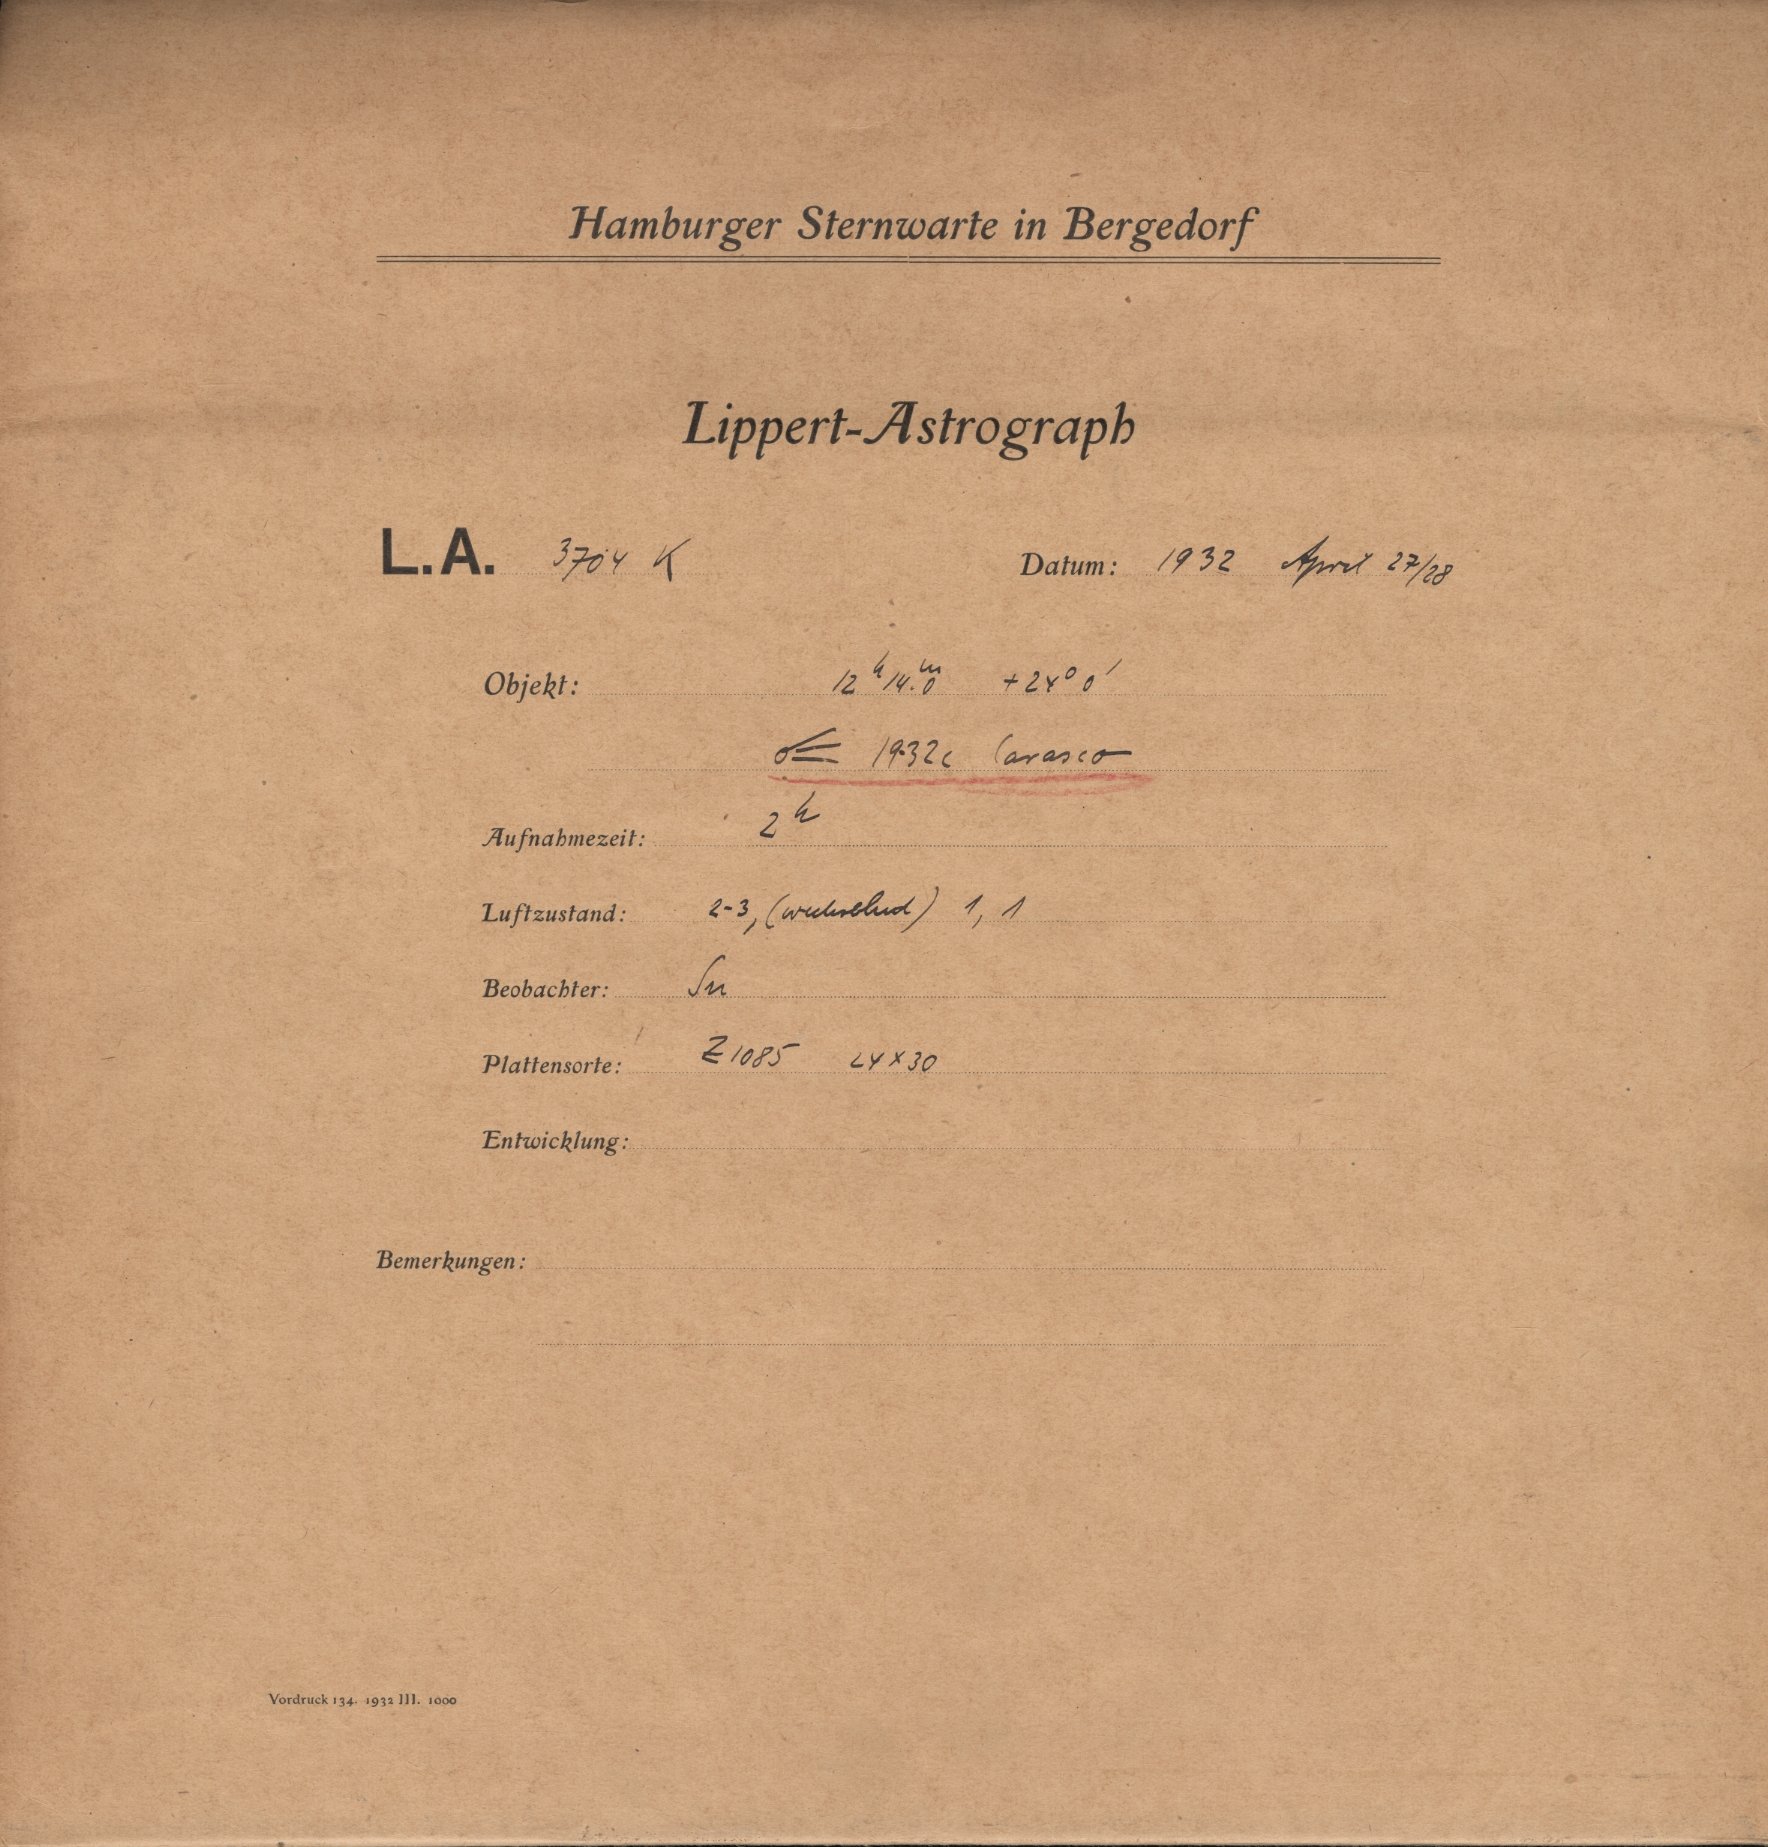 Hamburger Sternwarte in Bergedorf
Lippert-Astrograph
L.A. 3704 K Datum: 1932 April 27/28
Objekt: 12ʰ 14.ᵐ0 +24° 0′
☄ 1932c Carasco
Aufnahmezeit: 2ʰ
Luftzustand: 2-3, (wechselnd) 1, 1
Beobachter:
Plattensorte: Z 1085 24×30
Entwicklung:
Bemerkungen:
Vordruck 134. 1932 III. 1000